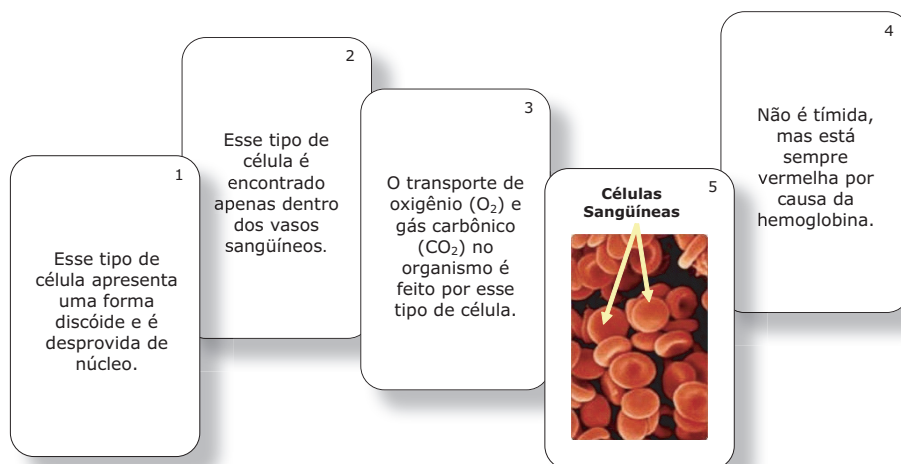 1
Esse tipo de
célula apresenta
uma forma
discóide e é
desprovida de
núcleo.
2
Esse tipo de
célula é
encontrado
apenas dentro
dos vasos
sangüíneos.
3
O transporte de
oxigênio (O₂) e
gás carbônico
(CO₂) no
organismo é
feito por esse
tipo de célula.
4
Não é tímida,
mas está
sempre
vermelha por
causa da
hemoglobina.
5
Células
Sangüíneas